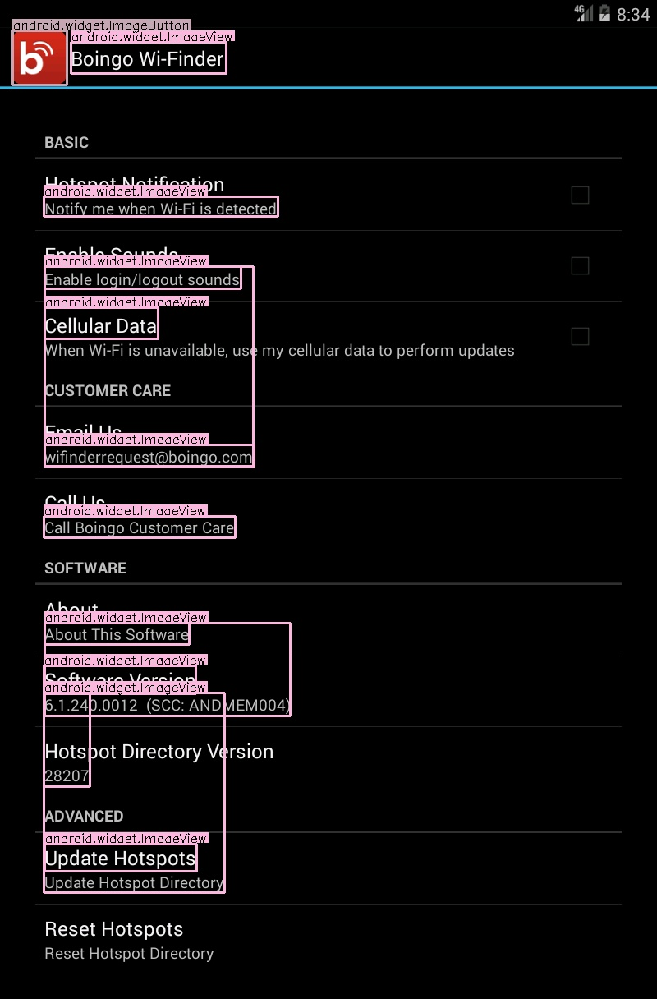 4G 8:34
android.widget.ImageButton
android.widget.ImageView
b Boingo Wi-Finder
BASIC
Hotspot Notification
android.widget.ImageView
Notify me when Wi-Fi is detected
Enable Sounds
android.widget.ImageView
Enable login/logout sounds
android.widget.ImageView
Cellular Data
When Wi-Fi is unavailable, use my cellular data to perform updates
CUSTOMER CARE
Email Us
android.widget.ImageView
wifinderrequest@boingo.com
Call Us
android.widget.ImageView
Call Boingo Customer Care
SOFTWARE
About
android.widget.ImageView
About This Software
android.widget.ImageView
Software Version
android.widget.ImageView
6.1.240.0012 (SCC: ANDMEM004)
Hotspot Directory Version
28207
ADVANCED
android.widget.ImageView
Update Hotspots
Update Hotspot Directory
Reset Hotspots
Reset Hotspot Directory